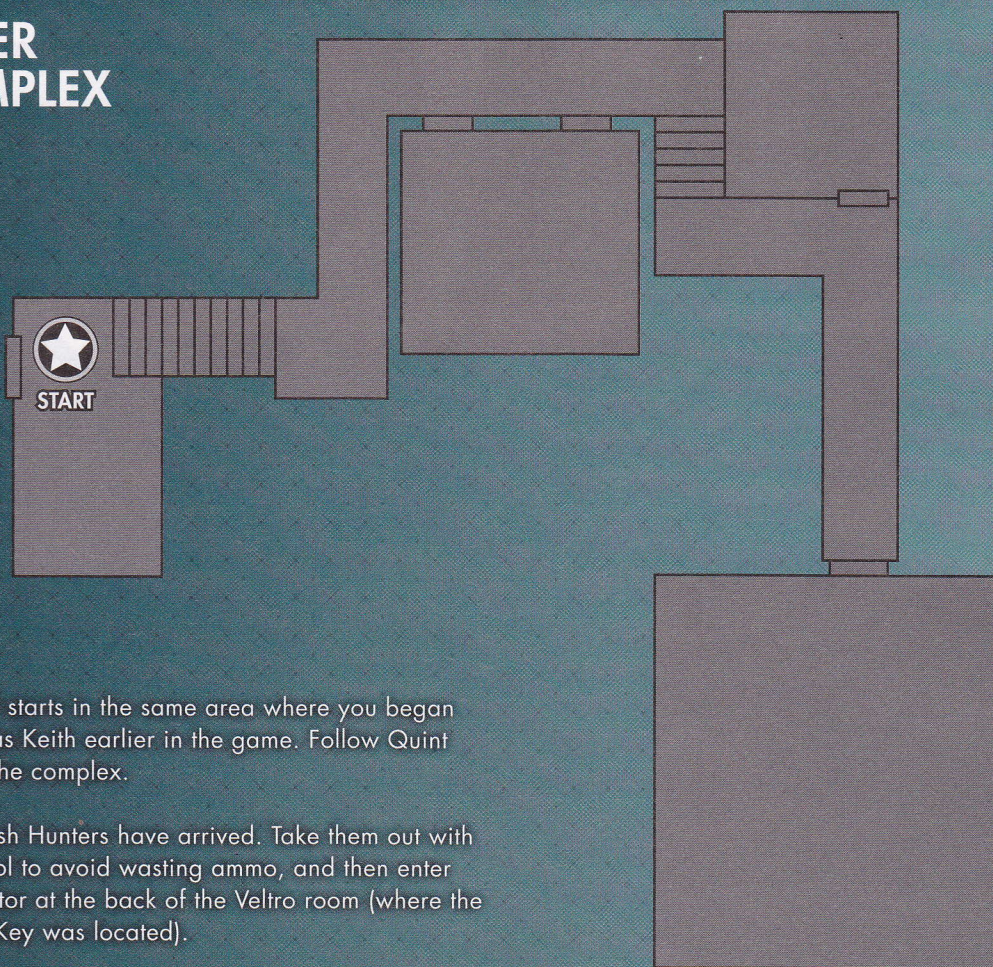 ER
MPLEX
START
starts in the same area where you began
as Keith earlier in the game. Follow Quint
he complex.
sh Hunters have arrived. Take them out with
ol to avoid wasting ammo, and then enter
tor at the back of the Veltro room (where the
Key was located).